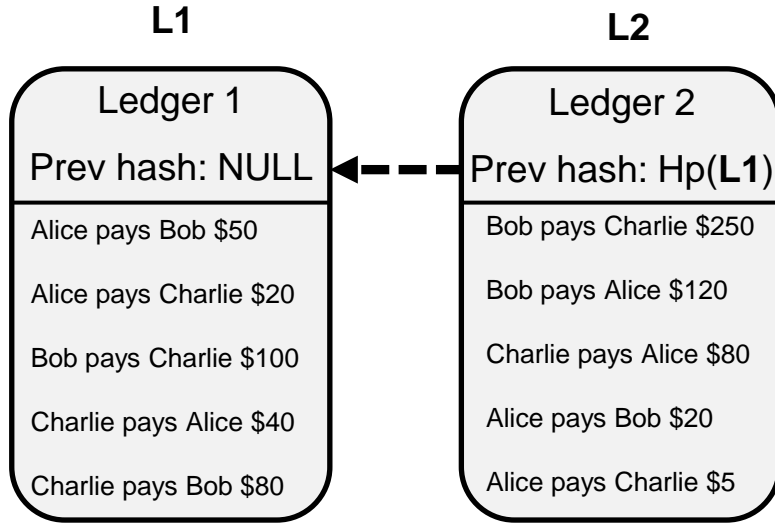 L1
Ledger 1
Prev hash: NULL
Alice pays Bob $50
Alice pays Charlie $20
Bob pays Charlie $100
Charlie pays Alice $40
Charlie pays Bob $80
L2
Ledger 2
Prev hash: Hp(L1)
Bob pays Charlie $250
Bob pays Alice $120
Charlie pays Alice $80
Alice pays Bob $20
Alice pays Charlie $5